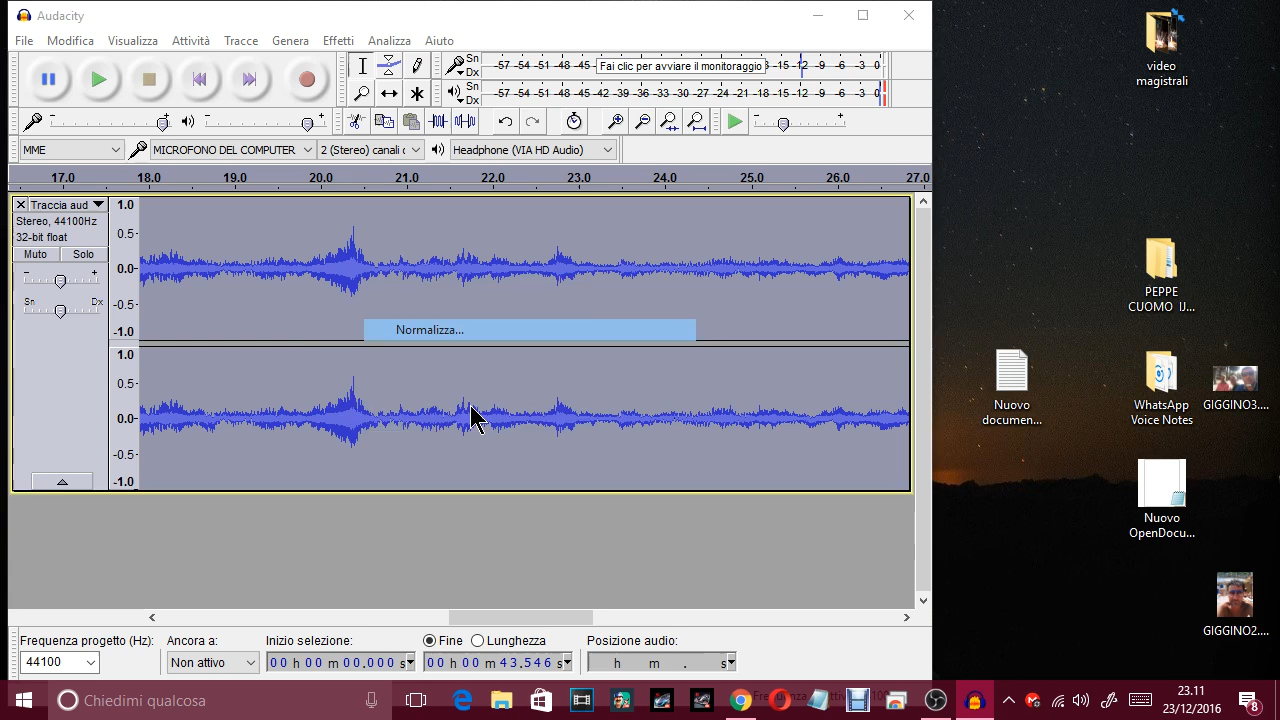 Audacity
File Modifica Visualizza Attività Tracce Genera Effetti Analizza Aiuto
Sn
Dx
-57 -54 -51 -48 -45 Fai clic per avviare il monitoraggio -15 -12 -9 -6 -3 0
Sn
Dx
-57 -54 -51 -48 -45 -42 -39 -36 -33 -30 -27 -24 -21 -18 -15 -12 -9 -6 -3 0
MME
MICROFONO DEL COMPUTER
2 (Stereo) canali
Headphone (VIA HD Audio)
17.0 18.0 19.0 20.0 21.0 22.0 23.0 24.0 25.0 26.0 27.0
Traccia aud
Stereo, 44100Hz
32-bit float
Muto Solo
- +
Sn Dx
1.0
0.5-
0.0-
-0.5-
-1.0
Normalizza...
1.0
0.5-
0.0-
-0.5-
-1.0
Frequenza progetto (Hz):
44100
Ancora a:
Non attivo
Inizio selezione:
00 h 00 m 00.000 s
Fine Lunghezza
00 h 00 m 43.546 s
Posizione audio:
h m . s
video
magistrali
PEPPE
CUOMO IJ...
Nuovo
documen...
WhatsApp
Voice Notes
GIGGINO3....
Nuovo
OpenDocu...
GIGGINO2....
Chiedimi qualcosa
23.11
23/12/2016
8